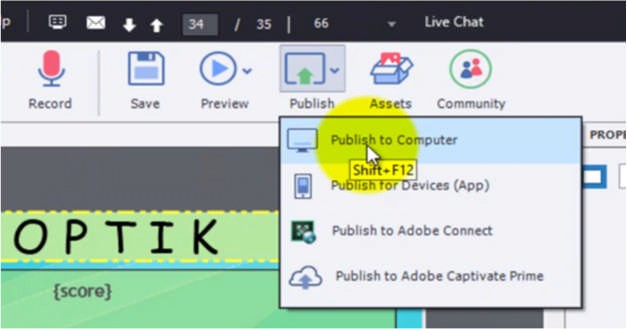 p 34 / 35 | 66 Live Chat
Record Save Preview Publish Assets Community
Publish to Computer
PROPE
Shift+F12
Publish for Devices (App)
OPTIK
Publish to Adobe Connect
{score}
Publish to Adobe Captivate Prime